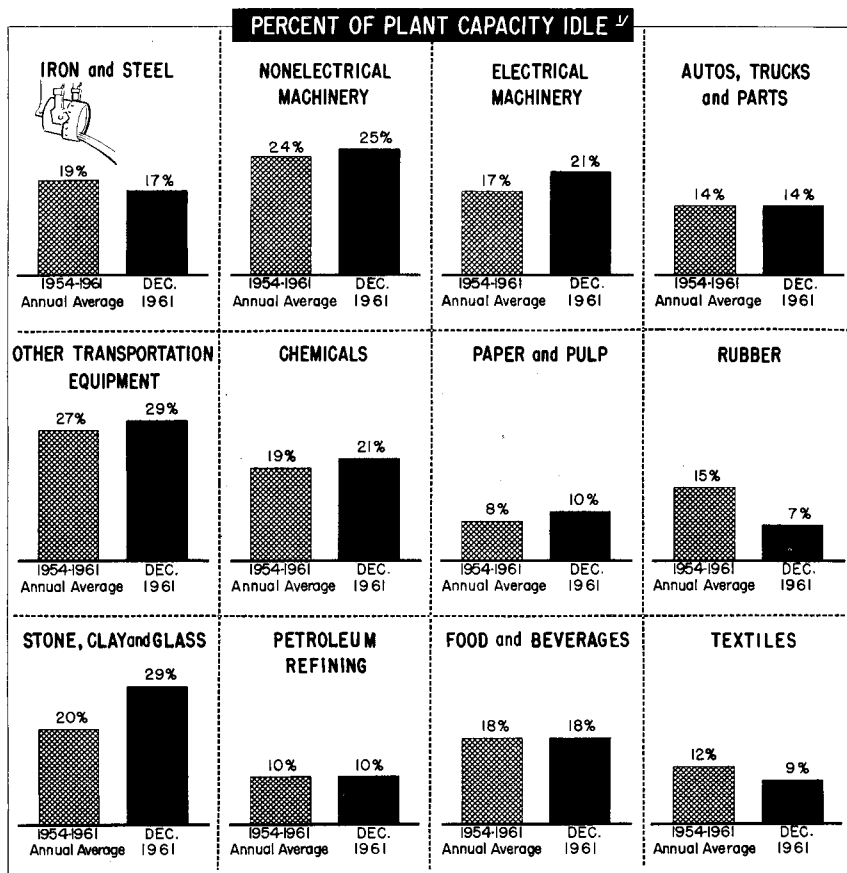 PERCENT OF PLANT CAPACITY IDLE 1/
IRON and STEEL
19%
17%
1954-1961
Annual Average
DEC.
1961
NONELECTRICAL
MACHINERY
24%
25%
1954-1961
Annual Average
DEC.
1961
ELECTRICAL
MACHINERY
17%
21%
1954-1961
Annual Average
DEC.
1961
AUTOS, TRUCKS
and PARTS
14%
14%
1954-1961
Annual Average
DEC.
1961
OTHER TRANSPORTATION
EQUIPMENT
27%
29%
1954-1961
Annual Average
DEC.
1961
CHEMICALS
19%
21%
1954-1961
Annual Average
DEC.
1961
PAPER and PULP
8%
10%
1954-1961
Annual Average
DEC.
1961
RUBBER
15%
7%
1954-1961
Annual Average
DEC.
1961
STONE, CLAY and GLASS
20%
29%
1954-1961
Annual Average
DEC.
1961
PETROLEUM
REFINING
10%
10%
1954-1961
Annual Average
DEC.
1961
FOOD and BEVERAGES
18%
18%
1954-1961
Annual Average
DEC.
1961
TEXTILES
12%
9%
1954-1961
Annual Average
DEC.
1961